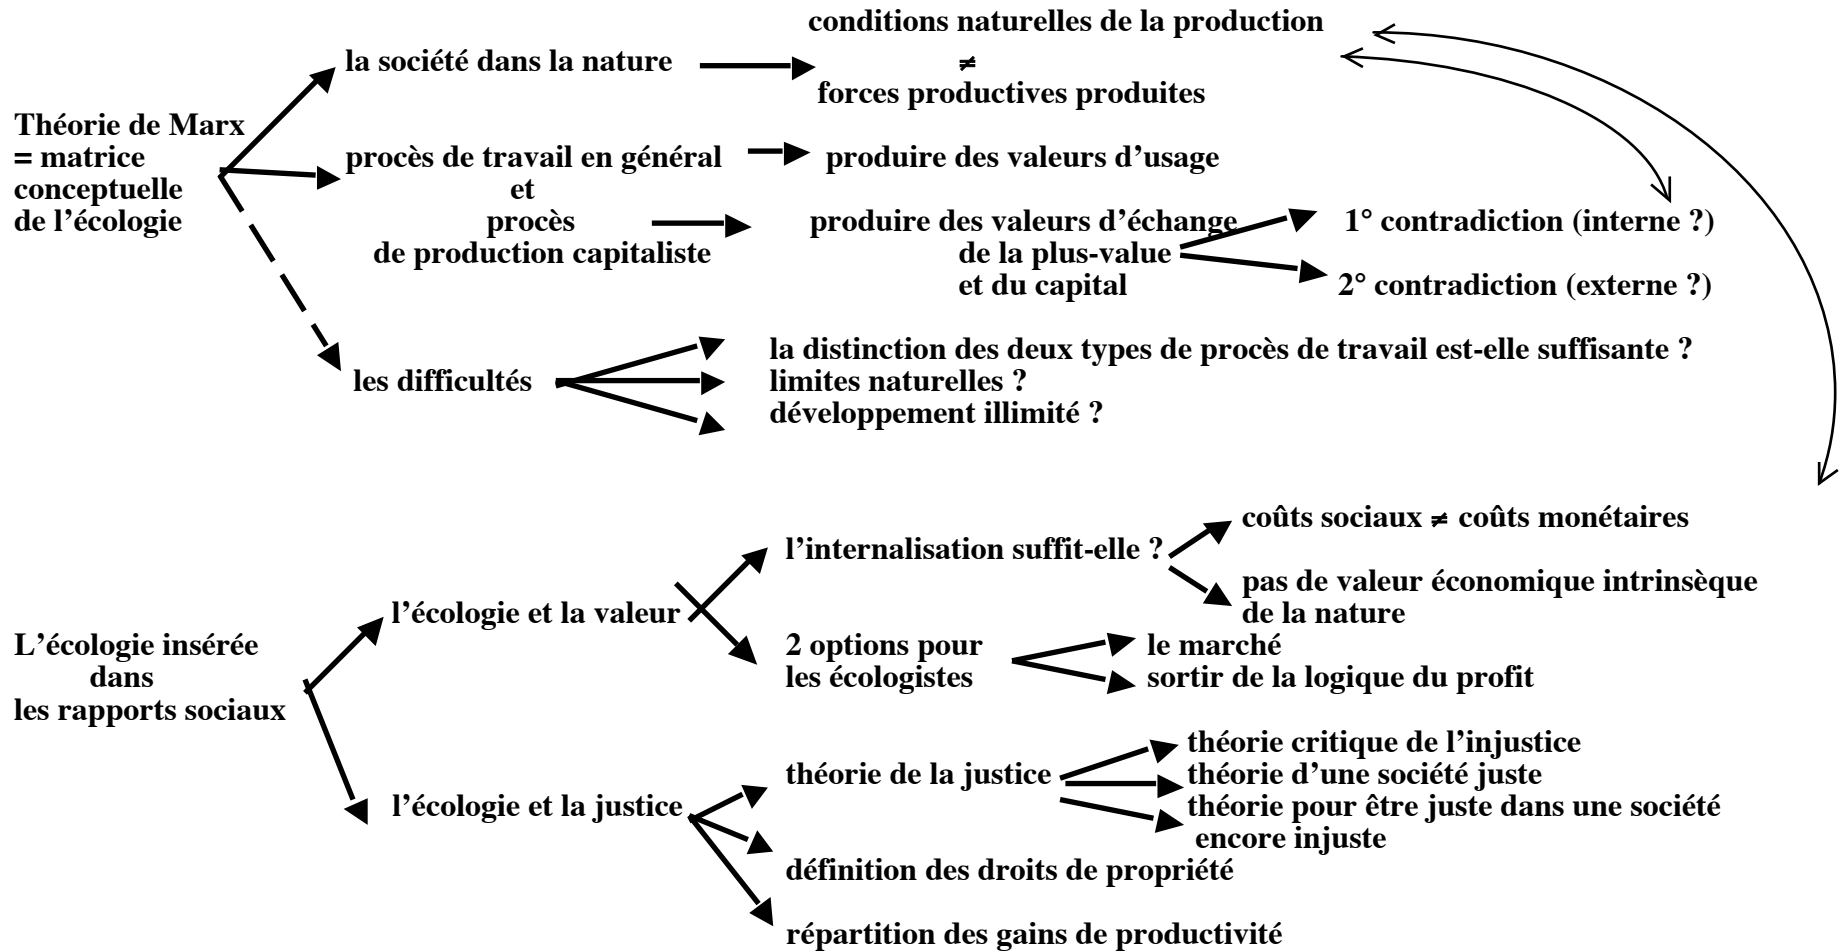 conditions naturelles de la production
la société dans la nature
≠
forces productives produites
Théorie de Marx
= matrice
conceptuelle
de l’écologie
procès de travail en général
et
procès
de production capitaliste
produire des valeurs d’usage
produire des valeurs d’échange
de la plus-value
et du capital
1° contradiction (interne ?)
2° contradiction (externe ?)
les difficultés
la distinction des deux types de procès de travail est-elle suffisante ?
limites naturelles ?
développement illimité ?
L’écologie insérée
dans
les rapports sociaux
l’écologie et la valeur
l’internalisation suffit-elle ?
coûts sociaux ≠ coûts monétaires
pas de valeur économique intrinsèque
de la nature
2 options pour
les écologistes
le marché
sortir de la logique du profit
l’écologie et la justice
théorie de la justice
théorie critique de l’injustice
théorie d’une société juste
théorie pour être juste dans une société
encore injuste
définition des droits de propriété
répartition des gains de productivité